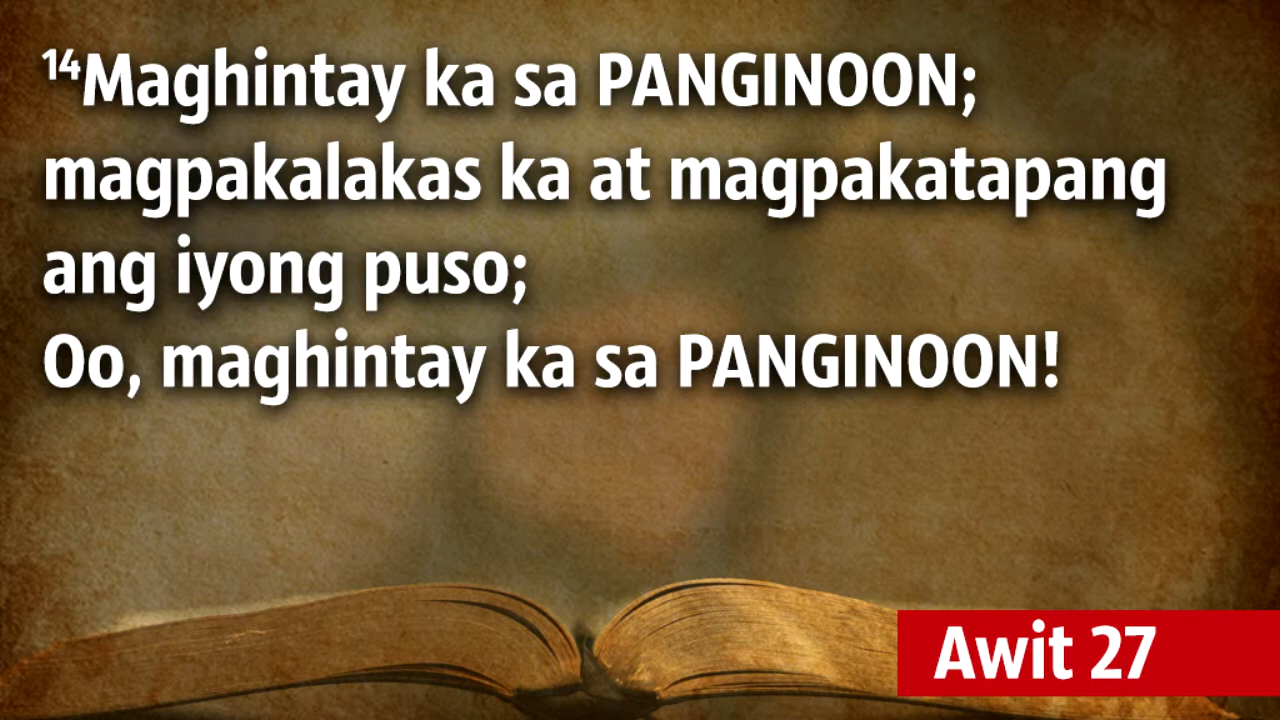 ¹⁴Maghintay ka sa PANGINOON;
magpakalakas ka at magpakatapang
ang iyong puso;
Oo, maghintay ka sa PANGINOON!
Awit 27